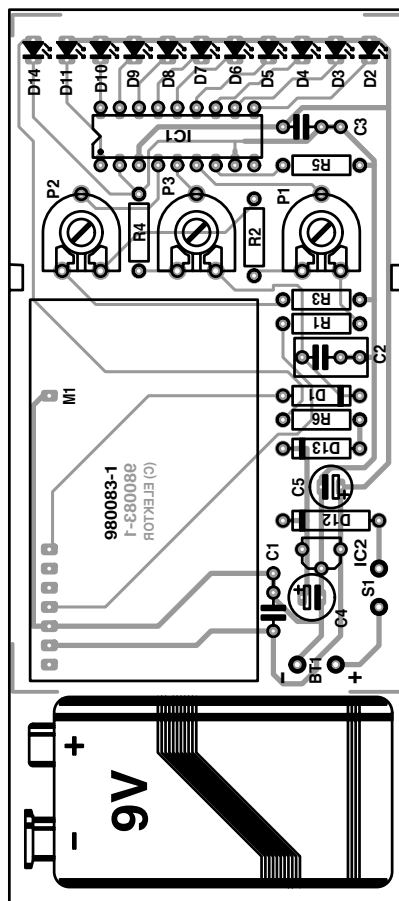 D14 D11 D10 D9 D8 D7 D6 D5 D4 D3 D2
IC1
C3
R5
P2
R4
P3
R2
P1
R3
R1
C2
D1
R6
D13
M1
980083-1
(C) ELEKTOR
980083-1
C5
+
D12
IC2
C1
C4
+
S1
- BT1 +
+
-
9V